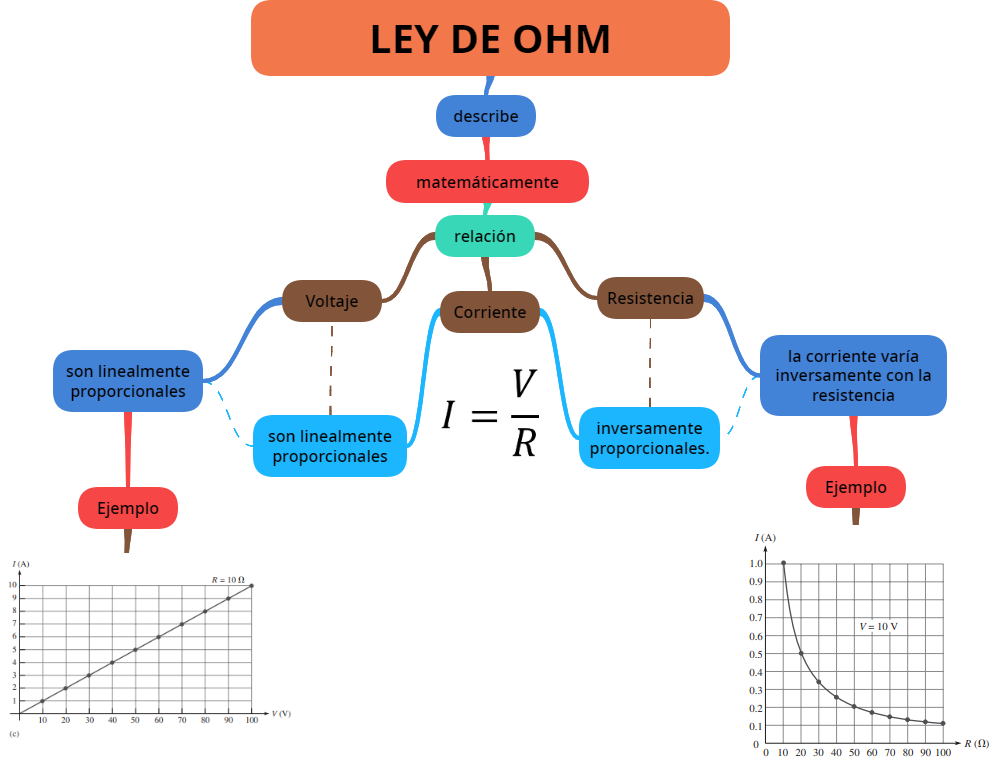 LEY DE OHM
describe
matemáticamente
relación
Voltaje
Corriente
Resistencia
son linealmente
proporcionales
son linealmente
proporcionales
I = V
R
inversamente
proporcionales.
la corriente varía
inversamente con la
resistencia
Ejemplo
Ejemplo
I (A)
R = 10 Ω
10
9
8
7
6
5
4
3
2
1
10 20 30 40 50 60 70 80 90 100 V (V)
(c)
I (A)
1.0
0.9
0.8
0.7
V = 10 V
0.6
0.5
0.4
0.3
0.2
0.1
0
0 10 20 30 40 50 60 70 80 90 100 R (Ω)